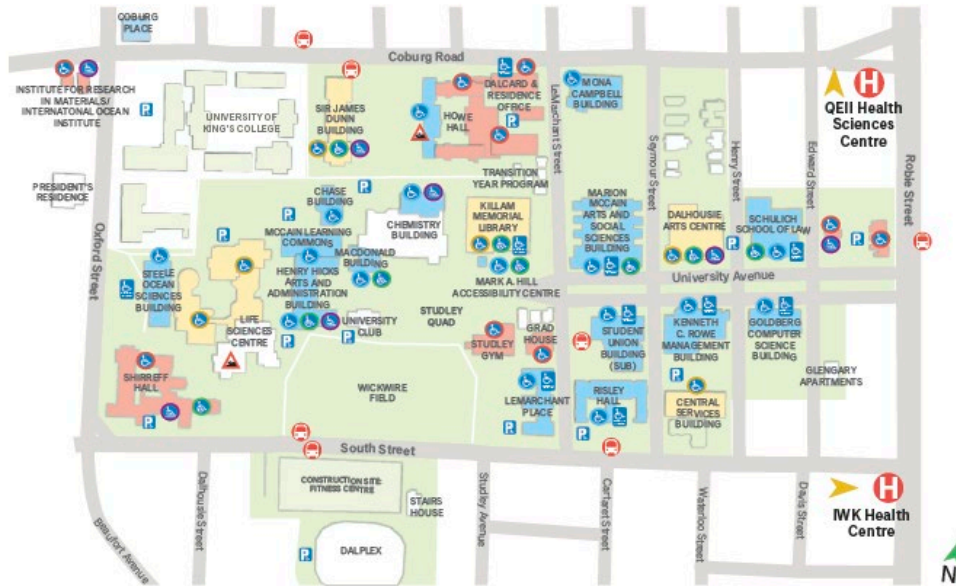 COBURG
PLACE
Coburg Road
INSTITUTE FOR RESEARCH
IN MATERIALS/
INTERNATONAL OCEAN
INSTITUTE
UNIVERSITY OF
KING'S COLLEGE
SIR JAMES
DUNN
BUILDING
HOWE
HALL
DALCARD &
RESIDENCE
OFFICE
LeMarchant Street
MONA
CAMPBELL
BUILDING
H
QEII Health
Sciences
Centre
Seymour Street
Henry Street
Edward Street
Robie Street
PRESIDENT'S
RESIDENCE
Oxford Street
TRANSITION
YEAR PROGRAM
CHASE
BUILDING
CHEMISTRY
BUILDING
KILLAM
MEMORIAL
LIBRARY
MARION
MCCAIN
ARTS AND
SOCIAL
SCIENCES
BUILDING
DALHOUSIE
ARTS CENTRE
SCHULICH
SCHOOL OF LAW
MCCAIN LEARNING
COMMONS
MACDONALD
BUILDING
University Avenue
STEELE
OCEAN
SCIENCES
BUILDING
HENRY HICKS
ARTS AND
ADMINISTRATION
BUILDING
MARK A. HILL
ACCESSIBILITY CENTRE
LIFE
SCIENCES
CENTRE
UNIVERSITY
CLUB
STUDLEY
QUAD
STUDLEY
GYM
GRAD
HOUSE
STUDENT
UNION
BUILDING
(SUB)
KENNETH
C. ROWE
MANAGEMENT
BUILDING
GOLDBERG
COMPUTER
SCIENCE
BUILDING
SHIRREFF
HALL
WICKWIRE
FIELD
LEMARCHANT
PLACE
RISLEY
HALL
CENTRAL
SERVICES
BUILDING
GLENGARY
APARTMENTS
South Street
Beaufort Avenue
Dalhousie Street
CONSTRUCTION SITE:
FITNESS CENTRE
STAIRS
HOUSE
DALPLEX
Studley Avenue
Cartaret Street
Waterloo Street
Davis Street
H
IWK Health
Centre
N
P
P
P
P
P
P
P
P
P
P
P
P
P